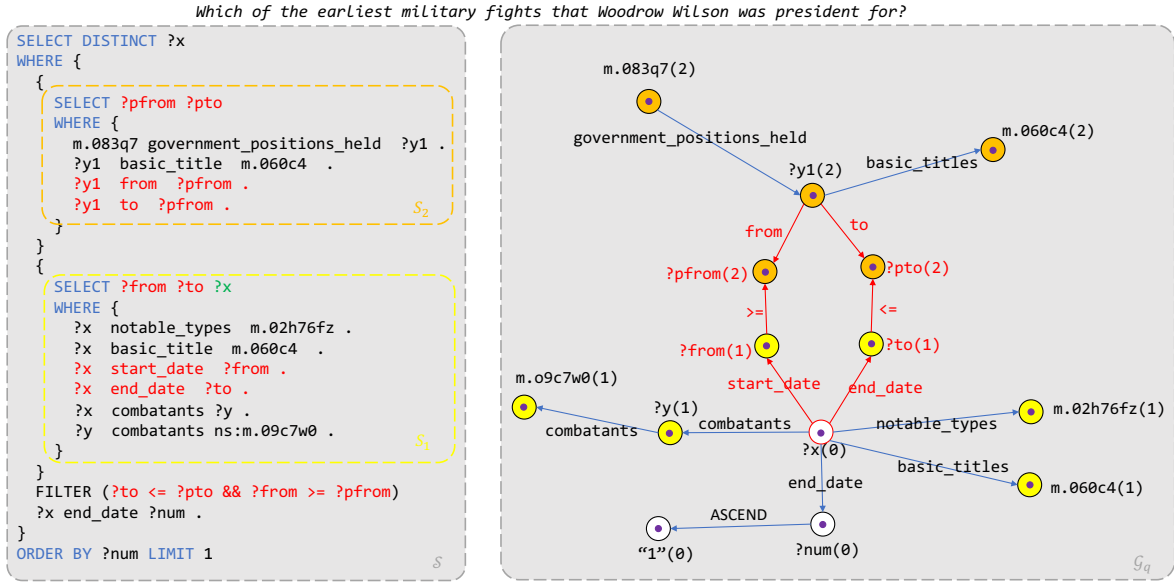 Which of the earliest military fights that Woodrow Wilson was president for?
SELECT DISTINCT ?x
WHERE {
{
SELECT ?pfrom ?pto
WHERE {
m.083q7 government_positions_held ?y1 .
?y1 basic_title m.060c4 .
?y1 from ?pfrom .
?y1 to ?pfrom .
}
S2
}
{
SELECT ?from ?to ?x
WHERE {
?x notable_types m.02h76fz .
?x basic_title m.060c4 .
?x start_date ?from .
?x end_date ?to .
?x combatants ?y .
?y combatants ns:m.09c7w0 .
}
S1
}
FILTER (?to <= ?pto && ?from >= ?pfrom)
?x end_date ?num .
}
ORDER BY ?num LIMIT 1
S
m.083q7(2)
government_positions_held
m.060c4(2)
basic_titles
?y1(2)
from
to
?pfrom(2)
?pto(2)
>=
<=
?from(1)
?to(1)
start_date
end_date
m.o9c7w0(1)
?y(1)
combatants
combatants
m.02h76fz(1)
notable_types
?x(0)
basic_titles
m.060c4(1)
end_date
ASCEND
“1”(0)
?num(0)
Gq